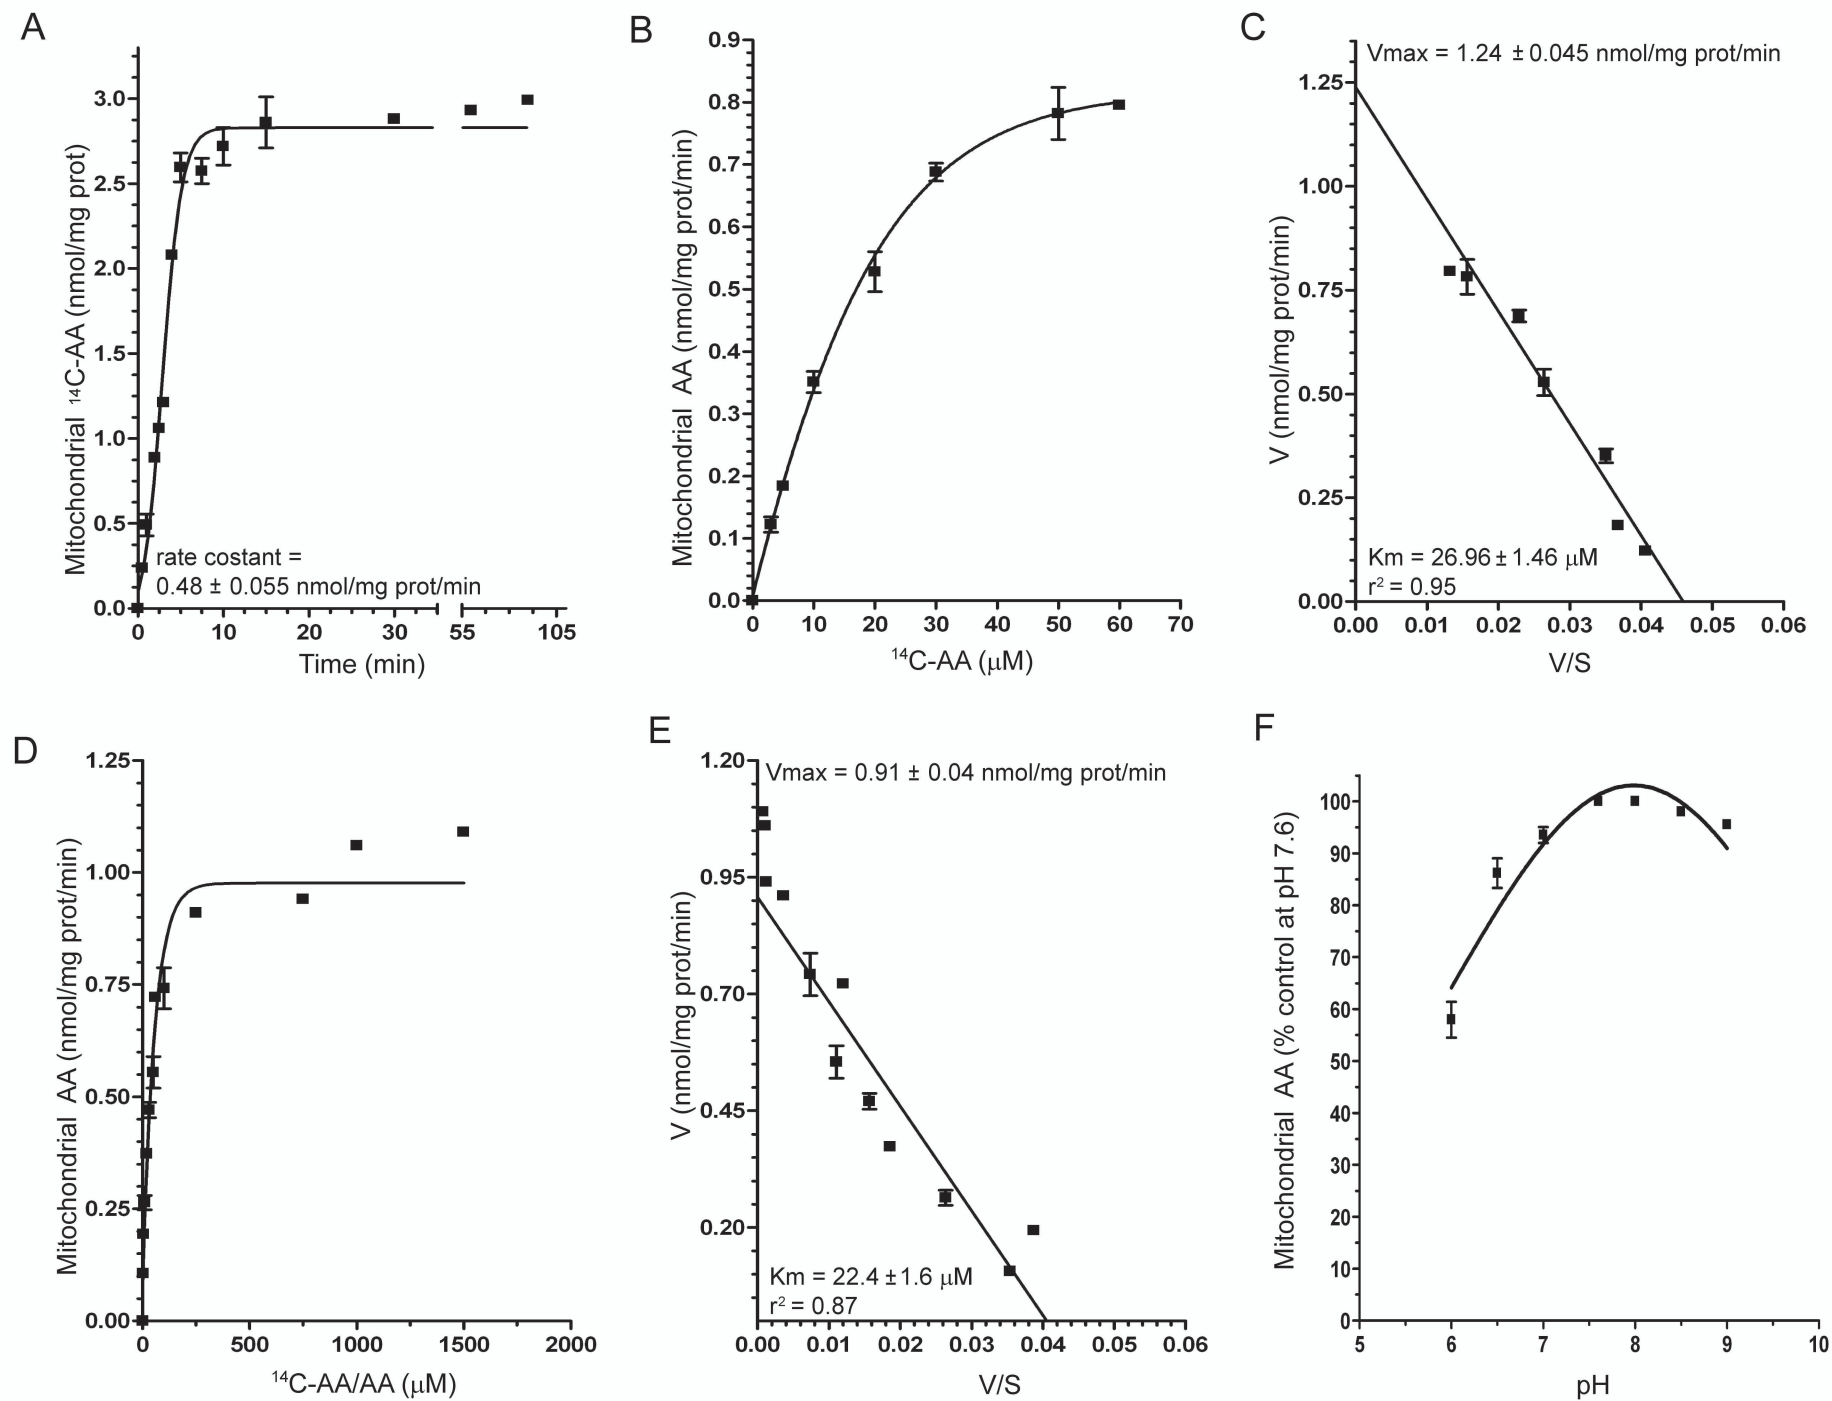 A
Mitochondrial ¹⁴C-AA (nmol/mg prot)
3.0
2.5
2.0
1.5
1.0
0.5
0.0
rate costant =
0.48 ± 0.055 nmol/mg prot/min
0 10 20 30 55 105
Time (min)
B
Mitochondrial AA (nmol/mg prot/min)
0.9
0.8
0.7
0.6
0.5
0.4
0.3
0.2
0.1
0.0
0 10 20 30 40 50 60 70
¹⁴C-AA (μM)
C
Vmax = 1.24 ± 0.045 nmol/mg prot/min
V (nmol/mg prot/min)
1.25
1.00
0.75
0.50
0.25
0.00
Km = 26.96 ± 1.46 μM
r² = 0.95
0.00 0.01 0.02 0.03 0.04 0.05 0.06
V/S
D
Mitochondrial AA (nmol/mg prot/min)
1.25
1.00
0.75
0.50
0.25
0.00
0 500 1000 1500 2000
¹⁴C-AA/AA (μM)
E
Vmax = 0.91 ± 0.04 nmol/mg prot/min
V (nmol/mg prot/min)
1.20
0.95
0.70
0.45
0.20
Km = 22.4 ± 1.6 μM
r² = 0.87
0.00 0.01 0.02 0.03 0.04 0.05 0.06
V/S
F
Mitochondrial AA (% control at pH 7.6)
100
90
80
70
60
50
40
30
20
10
0
5 6 7 8 9 10
pH